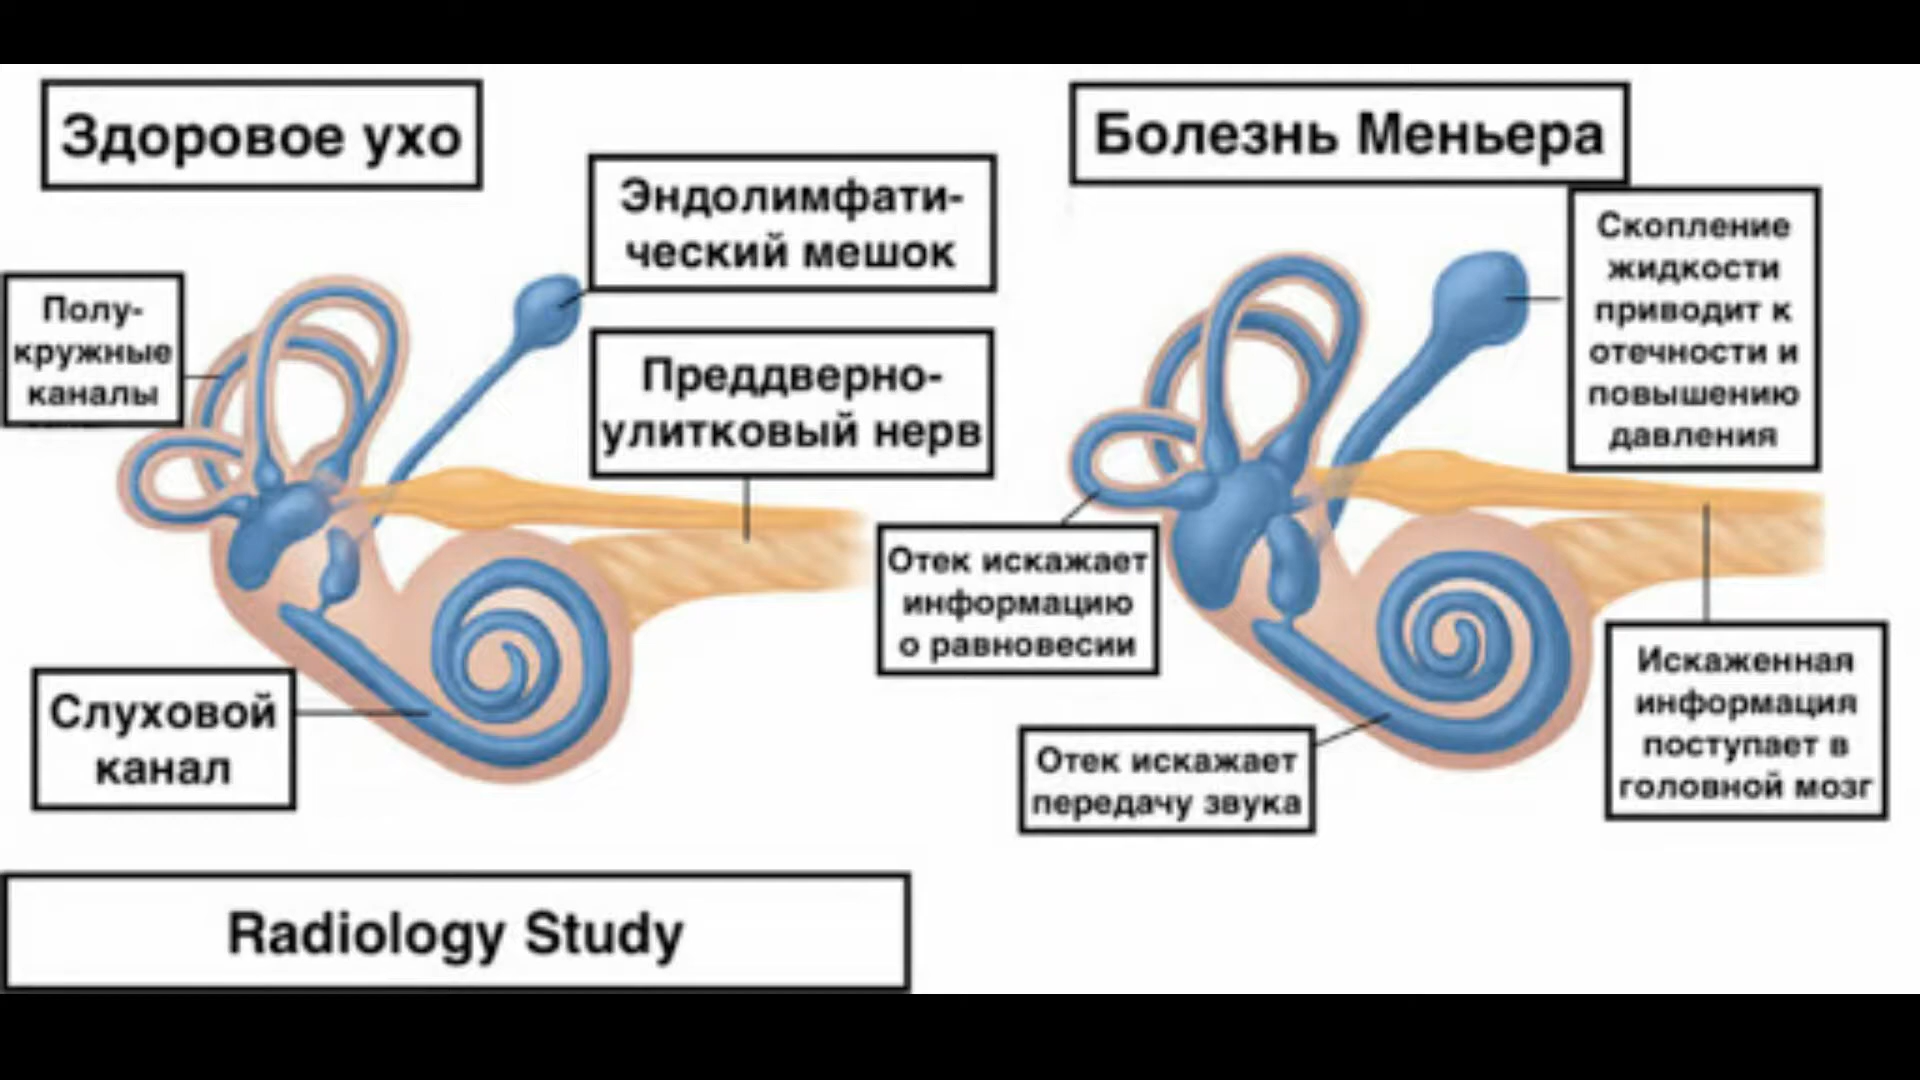 Здоровое ухо
Эндолимфати-
ческий мешок
Полу-
кружные
каналы
Преддверно-
улитковый нерв
Слуховой
канал
Radiology Study
Болезнь Меньера
Скопление
жидкости
приводит к
отечности и
повышению
давления
Отек искажает
информацию
о равновесии
Отек искажает
передачу звука
Искаженная
информация
поступает в
головной мозг